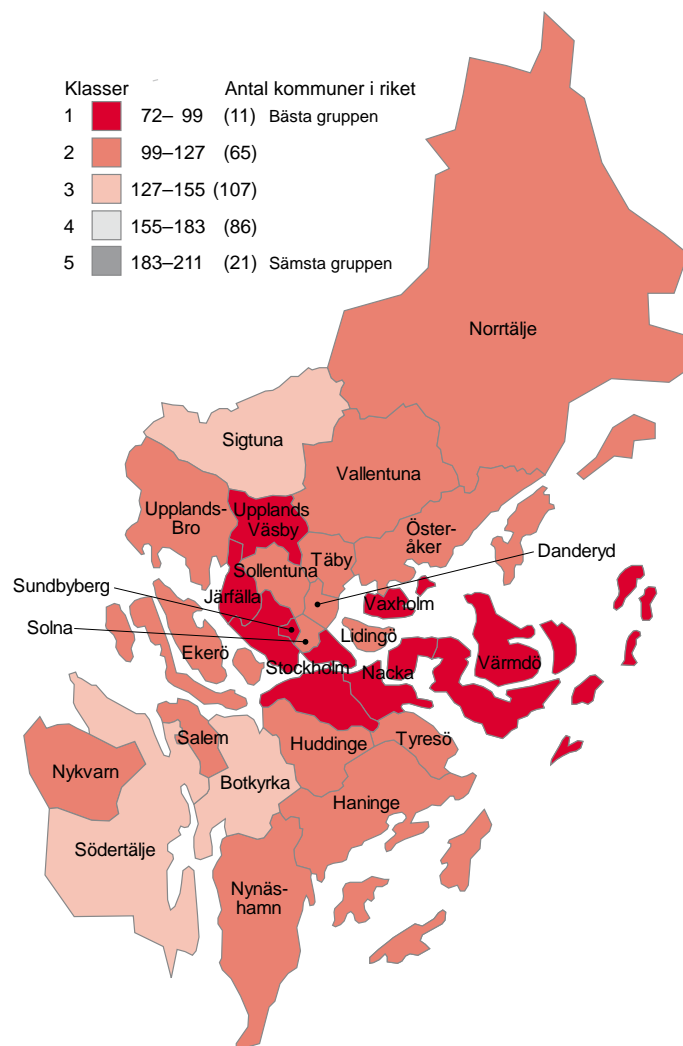 Klasser Antal kommuner i riket
1 72– 99 (11) Bästa gruppen
2 99–127 (65)
3 127–155 (107)
4 155–183 (86)
5 183–211 (21) Sämsta gruppen
Norrtälje
Sigtuna
Vallentuna
Upplands-
Bro
Upplands
Väsby
Öster-
åker
Täby
Danderyd
Sollentuna
Sundbyberg
Järfälla
Vaxholm
Solna
Lidingö
Ekerö
Stockholm
Nacka
Värmdö
Salem
Huddinge
Tyresö
Nykvarn
Botkyrka
Haninge
Södertälje
Nynäs-
hamn